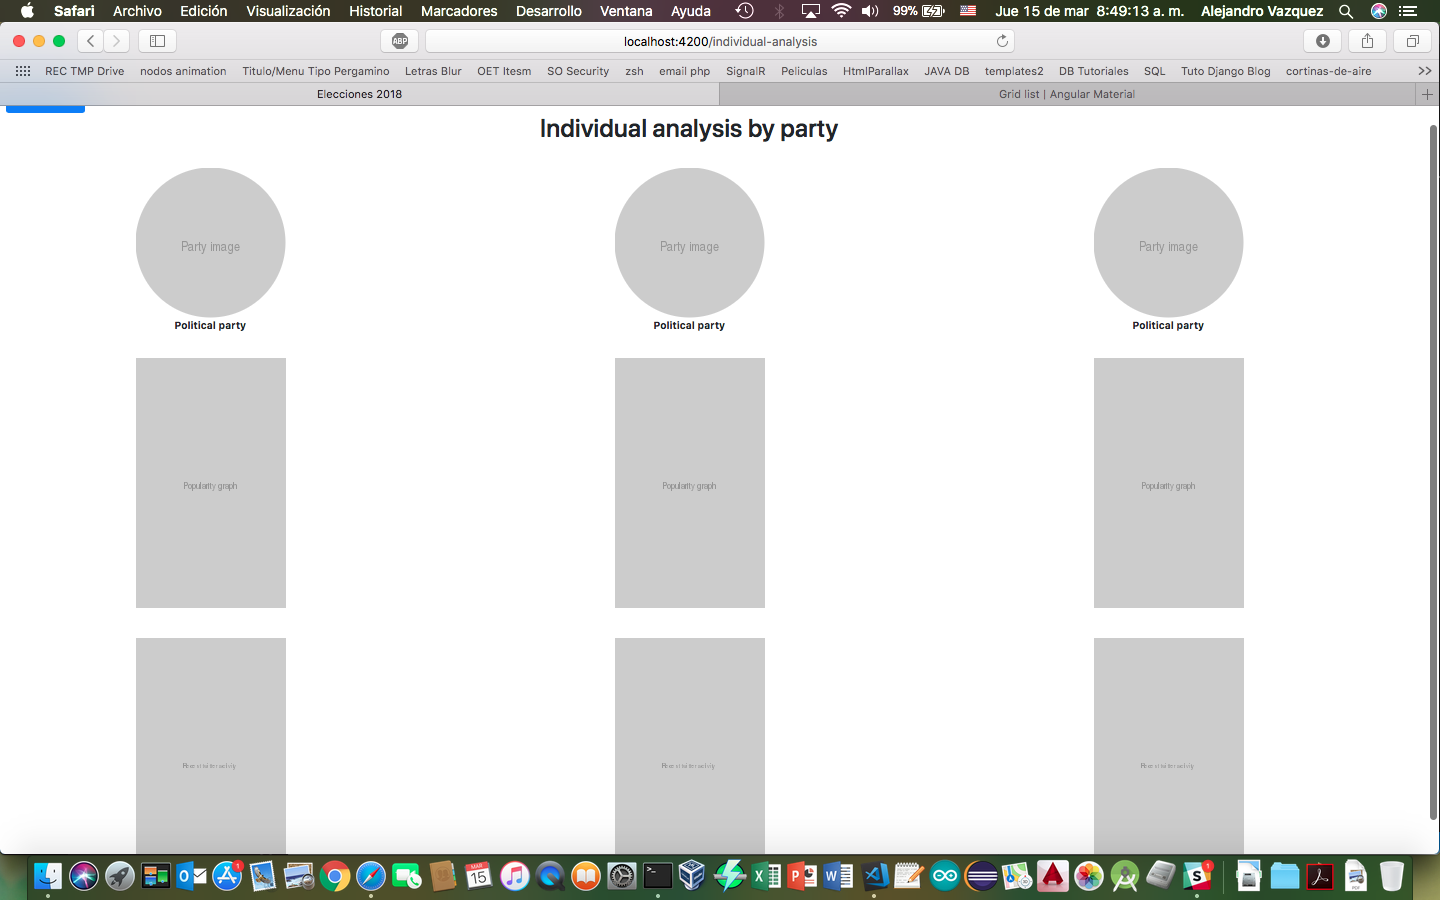 Safari Archivo Edición Visualización Historial Marcadores Desarrollo Ventana Ayuda 99% Jue 15 de mar 8:49:13 a. m. Alejandro Vazquez
ABP localhost:4200/individual-analysis
REC TMP Drive nodos animation Titulo/Menu Tipo Pergamino Letras Blur OET Itesm SO Security zsh email php SignalR Peliculas HtmlParallax JAVA DB templates2 DB Tutoriales SQL Tuto Django Blog cortinas-de-aire
Elecciones 2018 Grid list | Angular Material
Individual analysis by party
Party image Party image Party image
Political party Political party Political party
Popularity graph Popularity graph Popularity graph
MAR
15
1
1